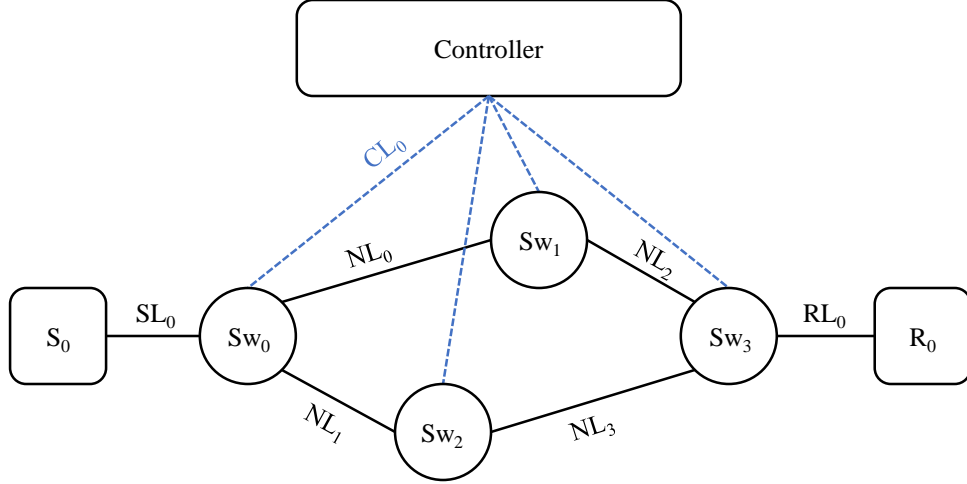 Controller
CL₀
Sw₁
NL₀
NL₂
SL₀
RL₀
S₀
Sw₀
Sw₃
R₀
NL₁
Sw₂
NL₃